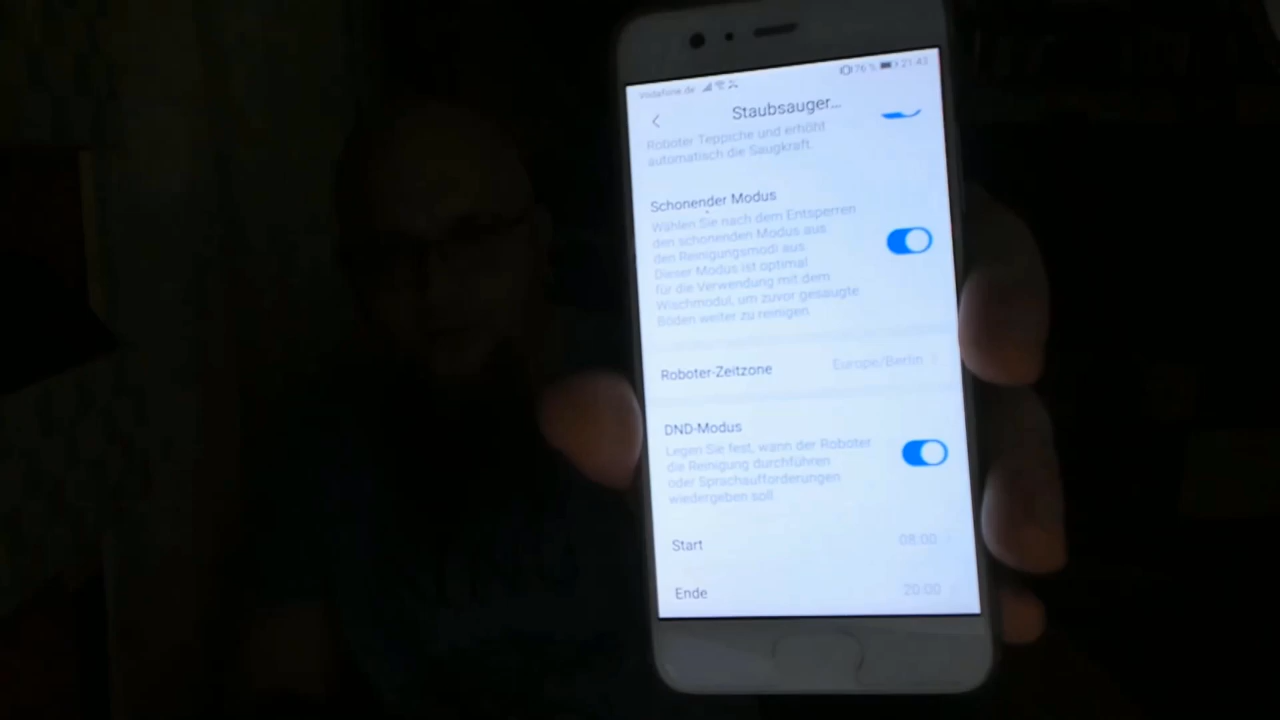 Vodafone.de 76 % 21:43
Staubsauger...
Roboter Teppiche und erhöht
automatisch die Saugkraft.
Schonender Modus
Wählen Sie nach dem Entsperren
den schonenden Modus aus
den Reinigungsmodi aus
Dieser Modus ist optimal
für die Verwendung mit dem
Wischmodul, um zuvor gesaugte
Böden weiter zu reinigen
Roboter-Zeitzone Europe/Berlin
DND-Modus
Legen Sie fest, wann der Roboter
die Reinigung durchführen
oder Sprachaufforderungen
wiedergeben soll
Start 08:00
Ende 20:00